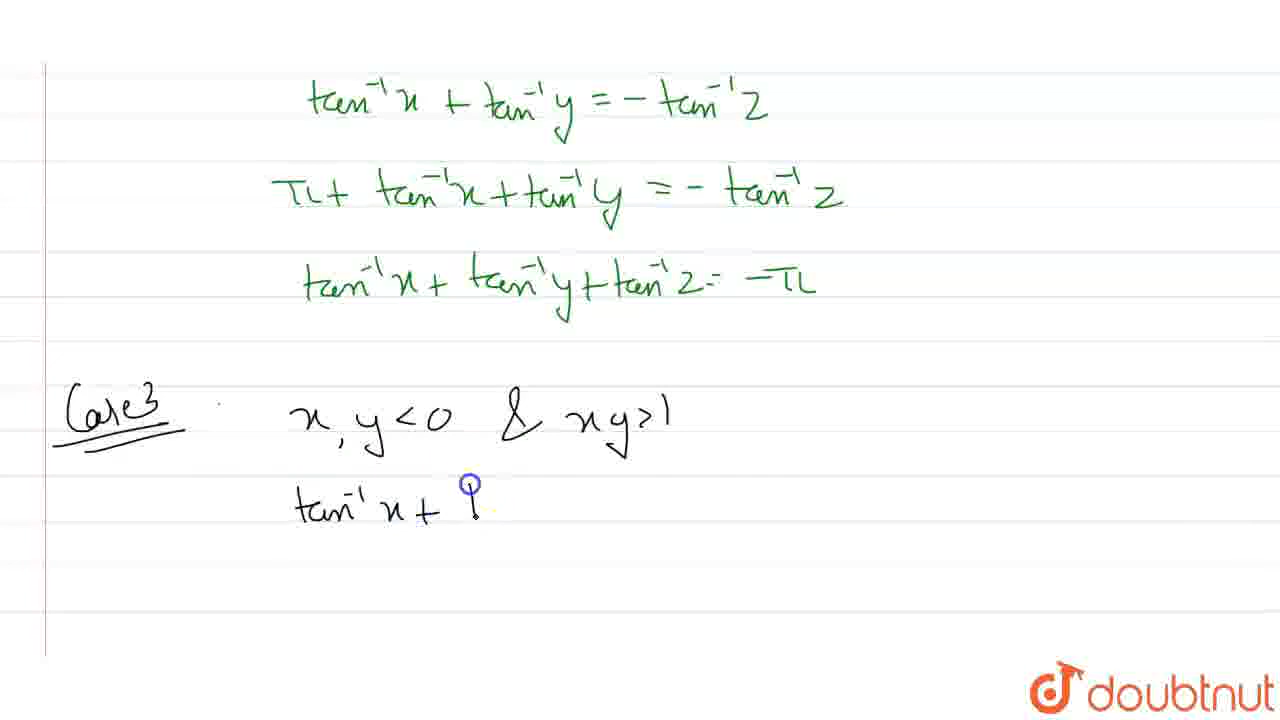 tan⁻¹x + tan⁻¹y = - tan⁻¹z
π + tan⁻¹x + tan⁻¹y = - tan⁻¹z
tan⁻¹x + tan⁻¹y + tan⁻¹z = -π
Case 3 x, y < 0 & xy > 1
tan⁻¹x +
doubtnut